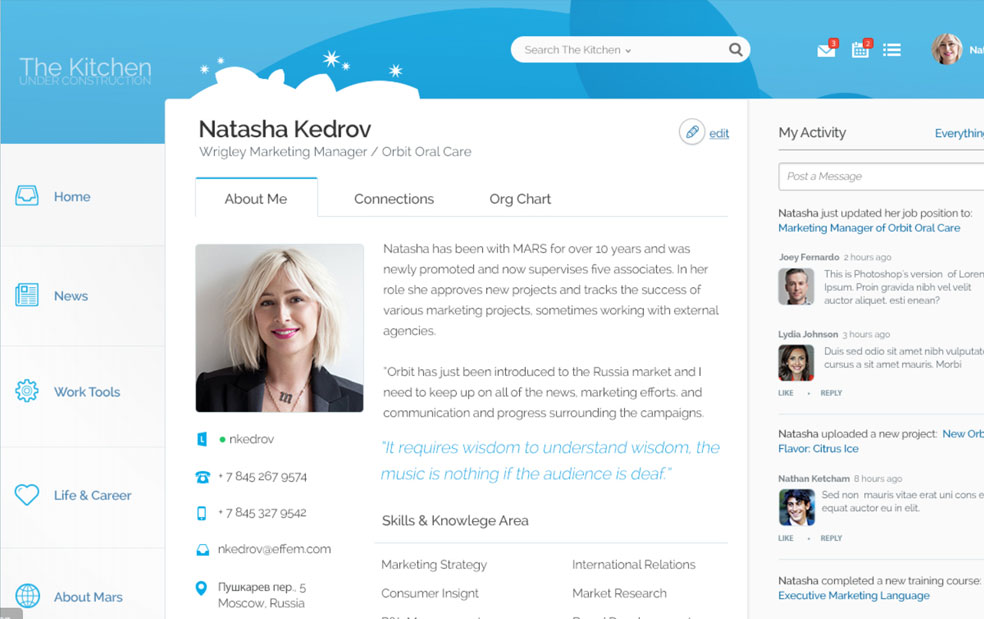 The Kitchen
UNDER CONSTRUCTION
Search The Kitchen
3
2
Home
News
Work Tools
Life & Career
About Mars
Natasha Kedrov
Wrigley Marketing Manager / Orbit Oral Care
edit
About Me
Connections
Org Chart
nkedrov
+ 7 845 267 9574
+ 7 845 327 9542
nkedrov@effem.com
Пушкарев пер., 5
Moscow, Russia
Natasha has been with MARS for over 10 years and was
newly promoted and now supervises five associates. In her
role she approves new projects and tracks the success of
various marketing projects, sometimes working with external
agencies.
"Orbit has just been introduced to the Russia market and I
need to keep up on all of the news, marketing efforts, and
communication and progress surrounding the campaigns.
"It requires wisdom to understand wisdom, the
music is nothing if the audience is deaf."
Skills & Knowlege Area
Marketing Strategy
International Relations
Consumer Insignt
Market Research
My Activity
Everything
Post a Message
Natasha just updated her job position to:
Marketing Manager of Orbit Oral Care
Joey Fernardo 2 hours ago
This is Photoshop's version of Loren
Ipsum. Proin gravida nibh vel velit
auctor aliquet. esti enean?
Lydia Johnson 3 hours ago
Duis sed odio sit amet nibh vulputat
cursus a sit amet mauris. Morbi
LIKE • REPLY
Natasha uploaded a new project: New Orb
Flavor: Citrus Ice
Nathan Ketcham 8 hours ago
Sed non mauris vitae erat uni cons e
equat auctor eu in elit.
LIKE • REPLY
Natasha completed a new training course:
Executive Marketing Language